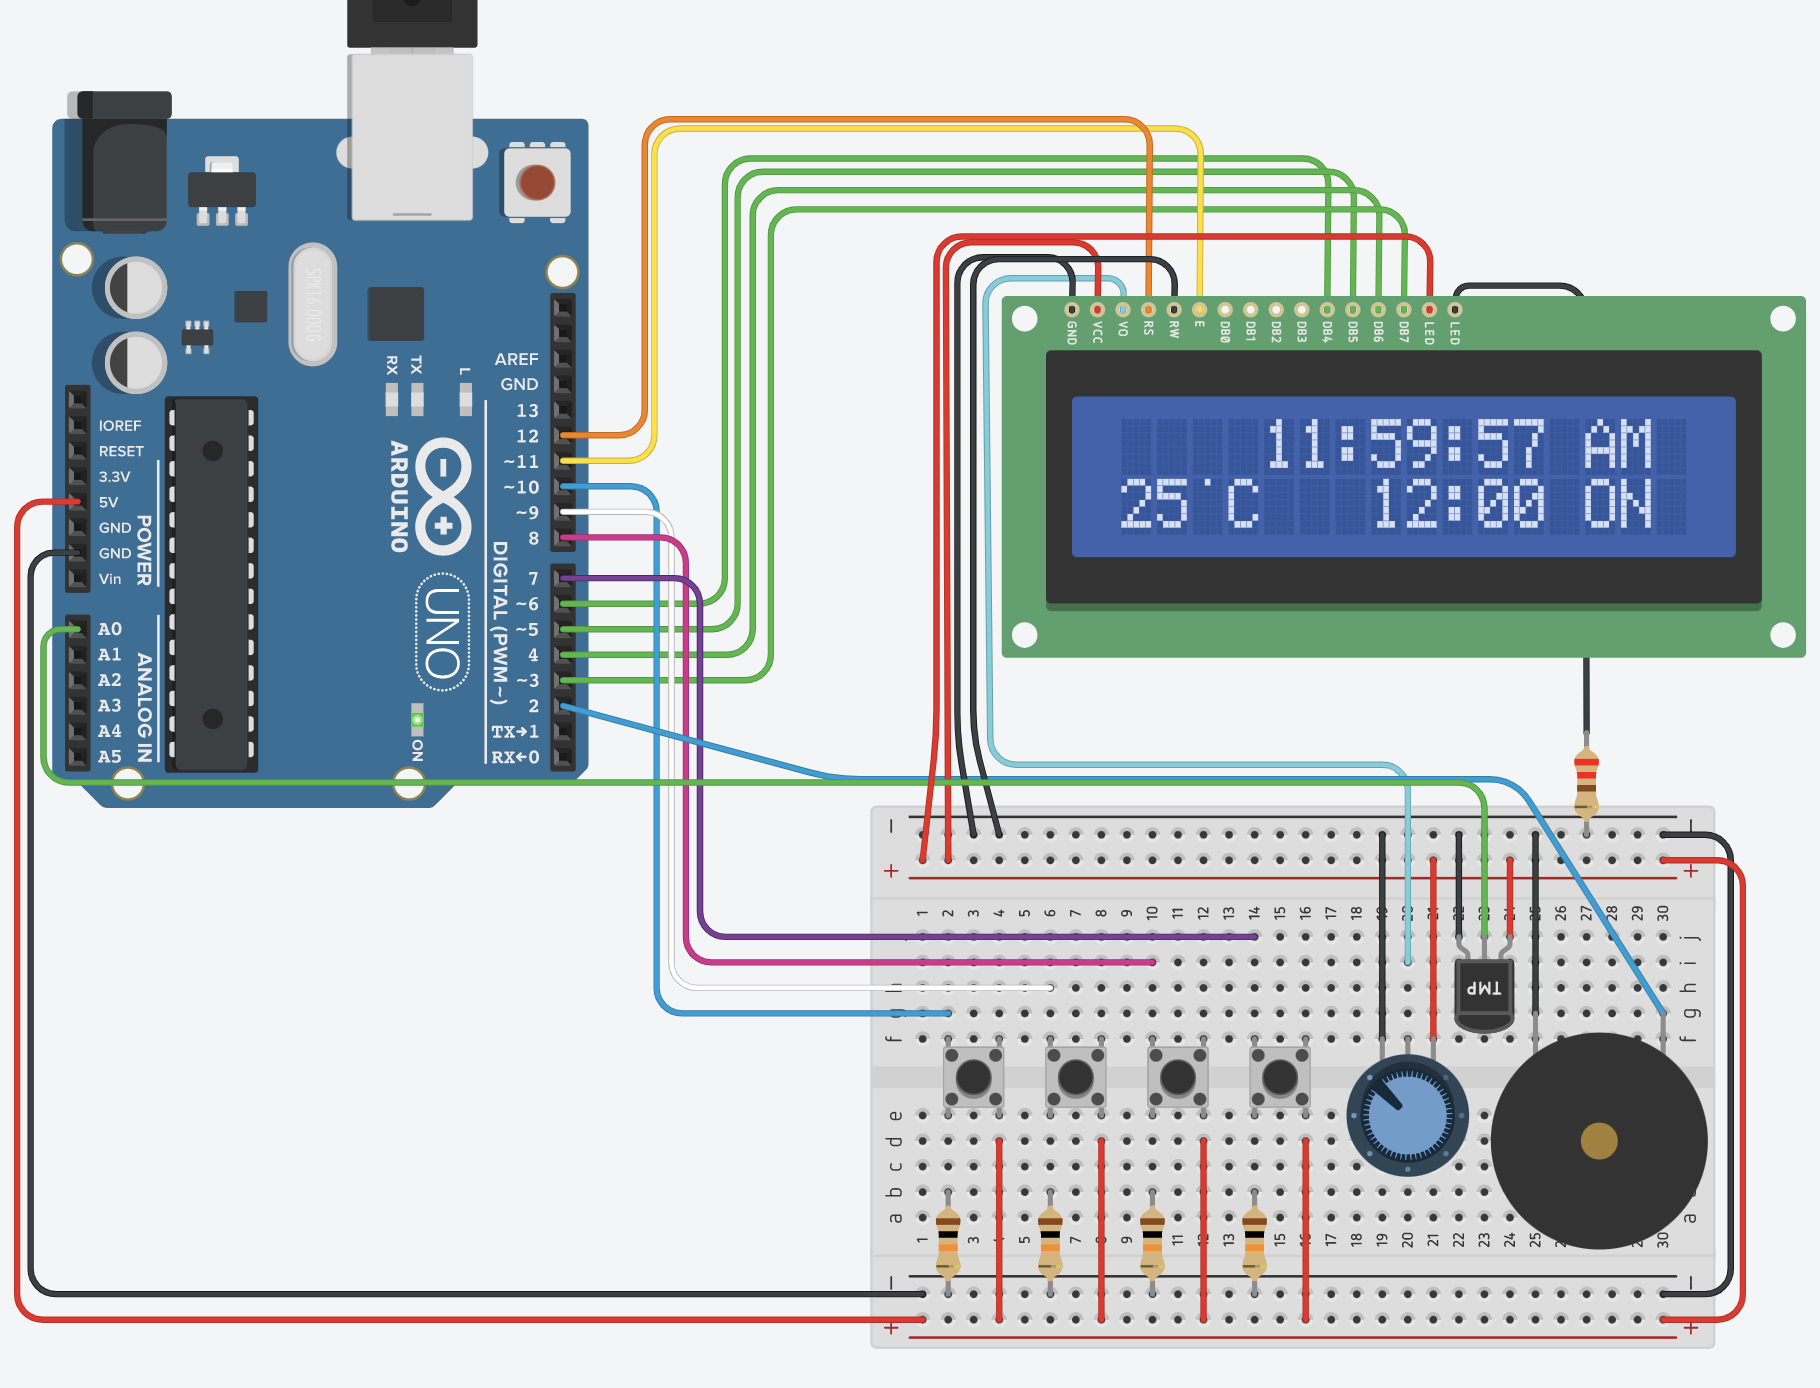 SPK16.000G
RX
TX
L
AREF
GND
13
12
~11
~10
~9
8
7
~6
~5
4
~3
2
TX→1
RX←0
DIGITAL (PWM ~)
ARDUINO
UNO
ON
IOREF
RESET
3.3V
5V
GND
GND
Vin
POWER
A0
A1
A2
A3
A4
A5
ANALOG IN
GND VCC VO RS RW E DB0 DB1 DB2 DB3 DB4 DB5 DB6 DB7 LED LED
11:59:57 AM
25°C 12:00 ON
− −
+ +
1 2 3 4 5 6 7 8 9 10 11 12 13 14 15 16 17 18 19 20 21 22 23 24 25 26 27 28 29 30
j
i i
h h
g g
f f
TMP
e
d
c
b
a a
1 3 5 7 9 11 13 15 17 18 19 20 21 22 23 24 25 30
− −
+ +